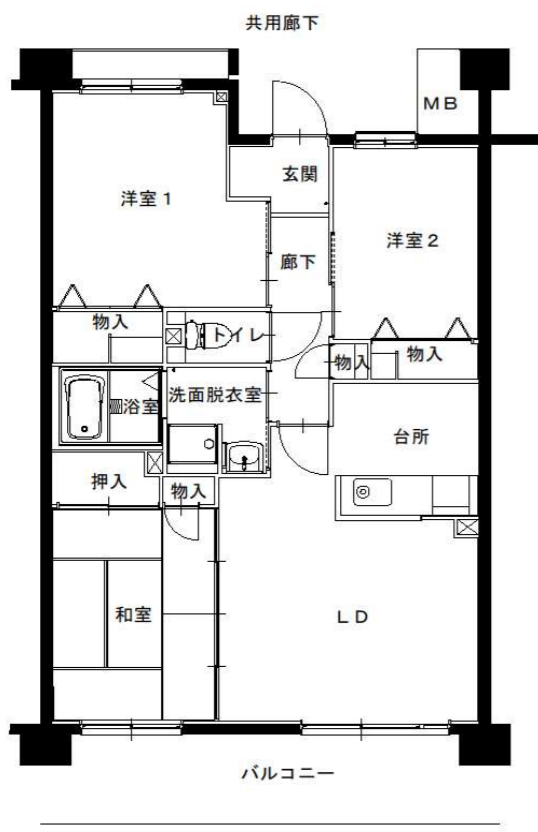 共用廊下
MB
玄関
洋室1
洋室2
廊下
物入
トイレ
物入
物入
洗面脱衣室
浴室
台所
押入
物入
和室
LD
バルコニー